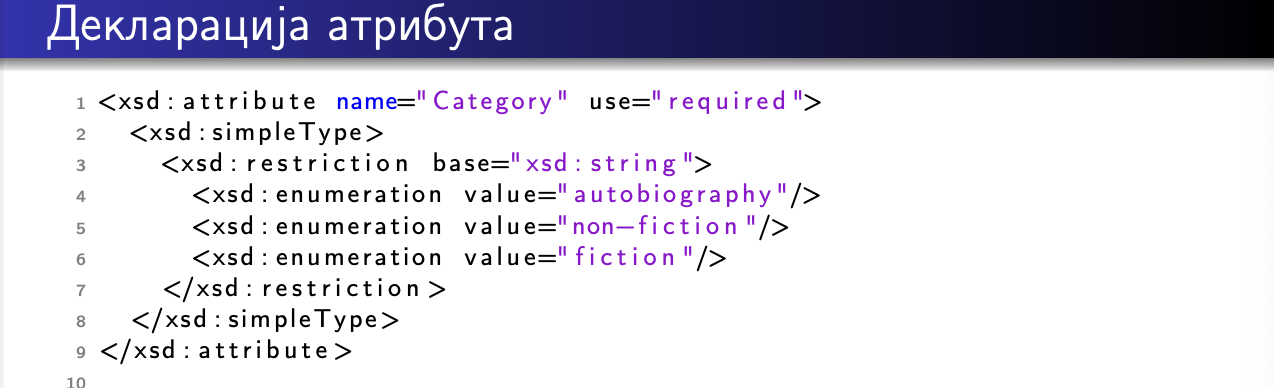 Декларација атрибута
1 <xsd:attribute name="Category" use="required">
2 <xsd:simpleType>
3 <xsd:restriction base="xsd:string">
4 <xsd:enumeration value="autobiography"/>
5 <xsd:enumeration value="non-fiction"/>
6 <xsd:enumeration value="fiction"/>
7 </xsd:restriction>
8 </xsd:simpleType>
9 </xsd:attribute>
10